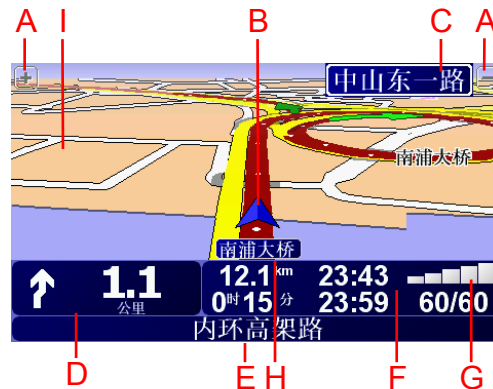 A I B C A
中山东一路
南浦大桥
南浦大桥
1.1
公里
12.1 km 23:43
0时15分 23:59 60/60
内环高架路
D E H F G